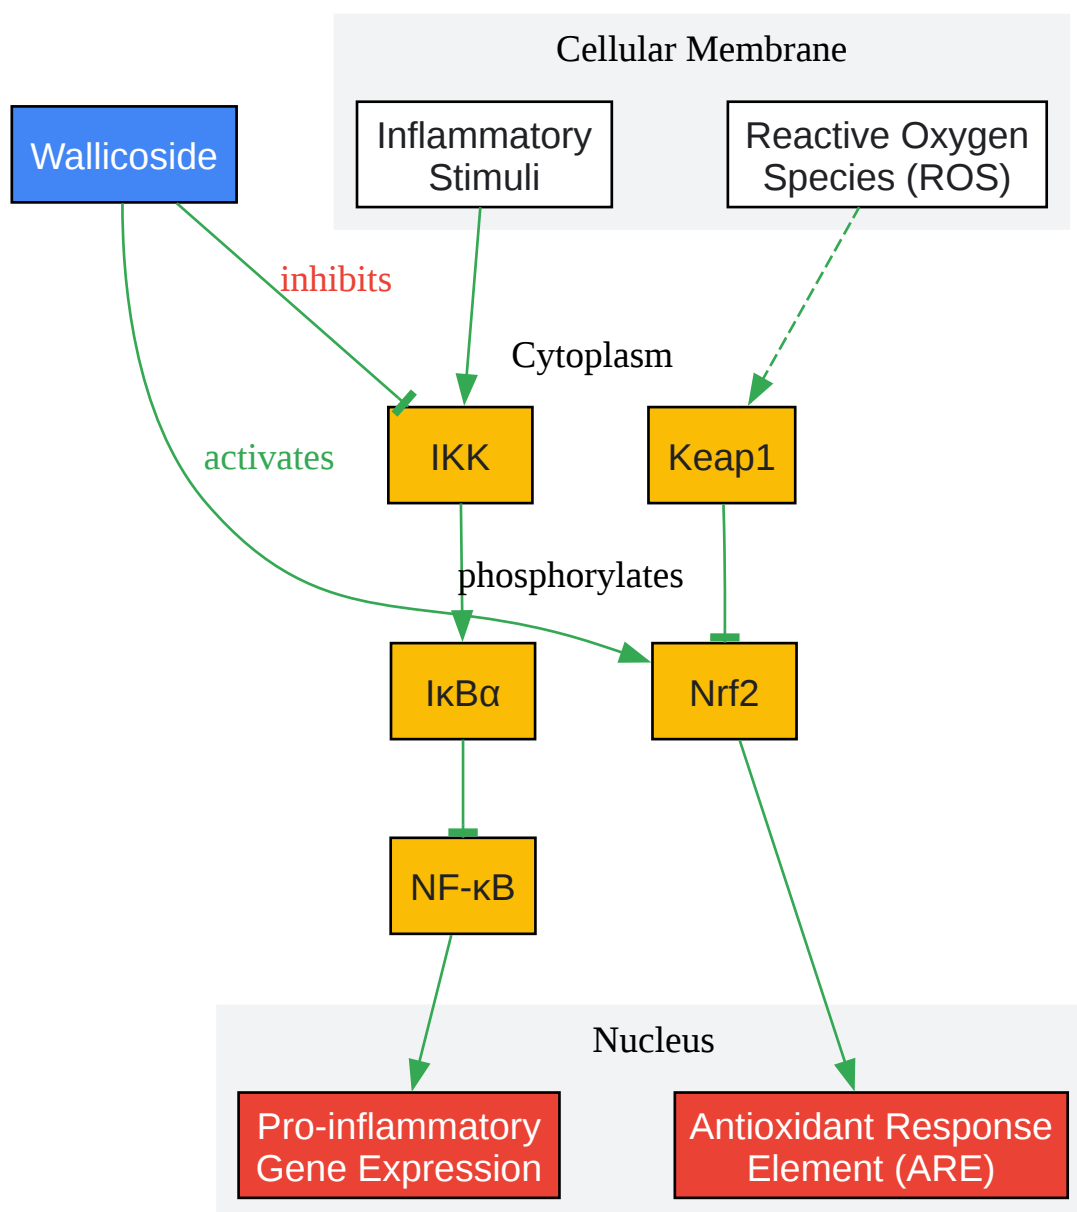 Cellular Membrane
Wallicoside
Inflammatory
Stimuli
Reactive Oxygen
Species (ROS)
inhibits
Cytoplasm
activates
IKK
Keap1
phosphorylates
IκBα
Nrf2
NF-κB
Nucleus
Pro-inflammatory
Gene Expression
Antioxidant Response
Element (ARE)